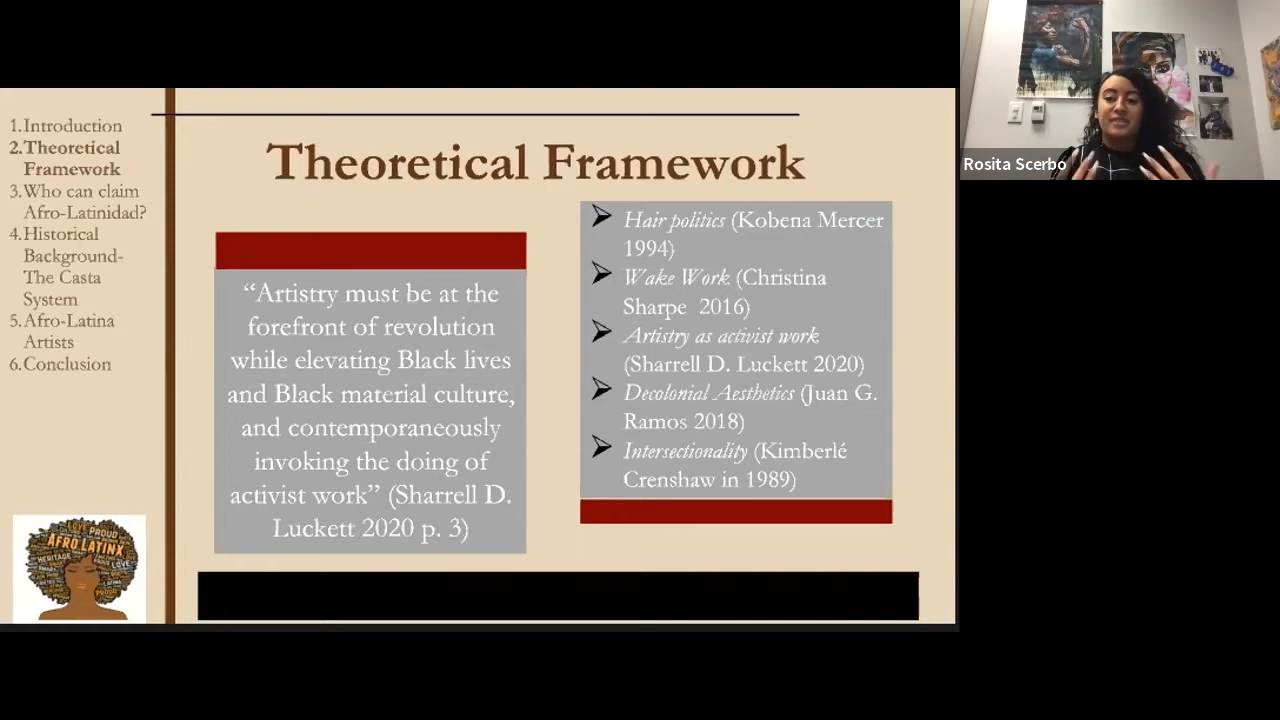 1.Introduction
2.Theoretical
Framework
3.Who can claim
Afro-Latinidad?
4.Historical
Background-
The Casta
System
5.Afro-Latina
Artists
6.Conclusion
LOVE PROUD
AFRO LATINX
HERITAGE
LOVE
PROUD
Theoretical Framework
“Artistry must be at the
forefront of revolution
while elevating Black lives
and Black material culture,
and contemporaneously
invoking the doing of
activist work” (Sharrell D.
Luckett 2020 p. 3)
➢ Hair politics (Kobena Mercer
1994)
➢ Wake Work (Christina
Sharpe  2016)
➢ Artistry as activist work
(Sharrell D. Luckett 2020)
➢ Decolonial Aesthetics (Juan G.
Ramos 2018)
➢ Intersectionality (Kimberlé
Crenshaw in 1989)
Rosita Scerbo